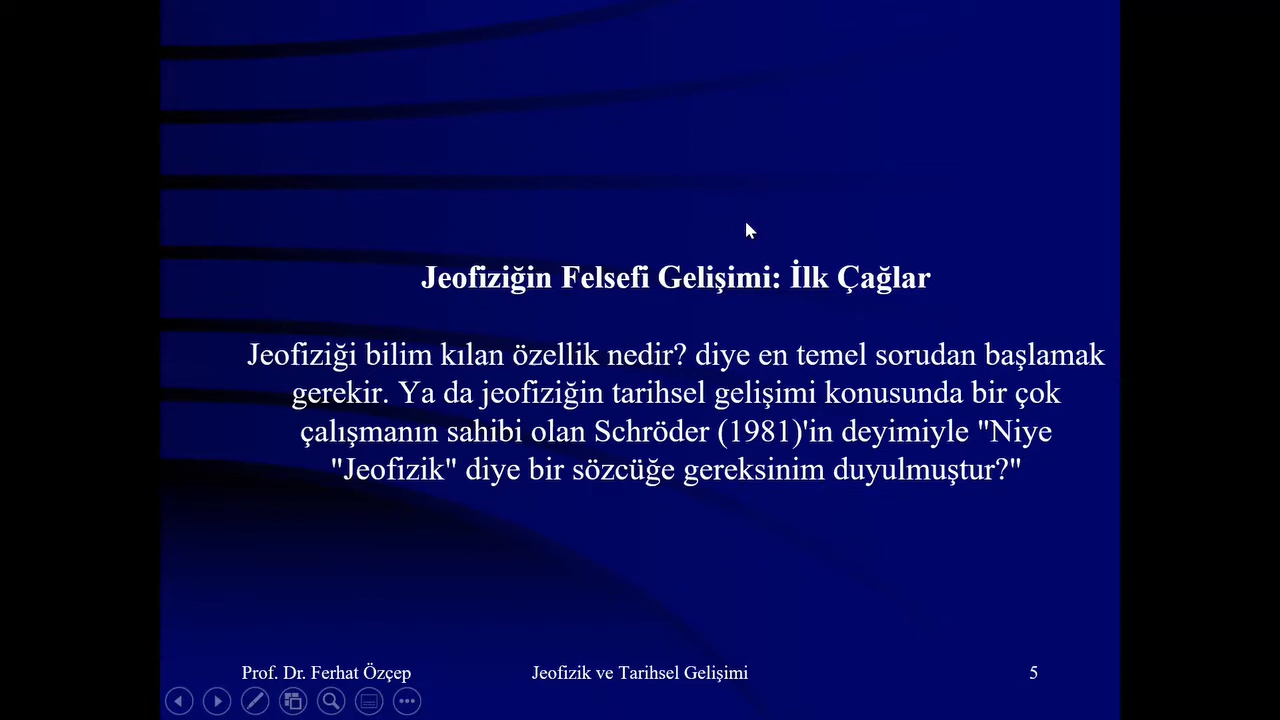 Jeofiziğin Felsefi Gelişimi: İlk Çağlar
Jeofiziği bilim kılan özellik nedir? diye en temel sorudan başlamak
gerekir. Ya da jeofiziğin tarihsel gelişimi konusunda bir çok
çalışmanın sahibi olan Schröder (1981)'in deyimiyle "Niye
"Jeofizik" diye bir sözcüğe gereksinim duyulmuştur?"
Prof. Dr. Ferhat Özçep
Jeofizik ve Tarihsel Gelişimi
5